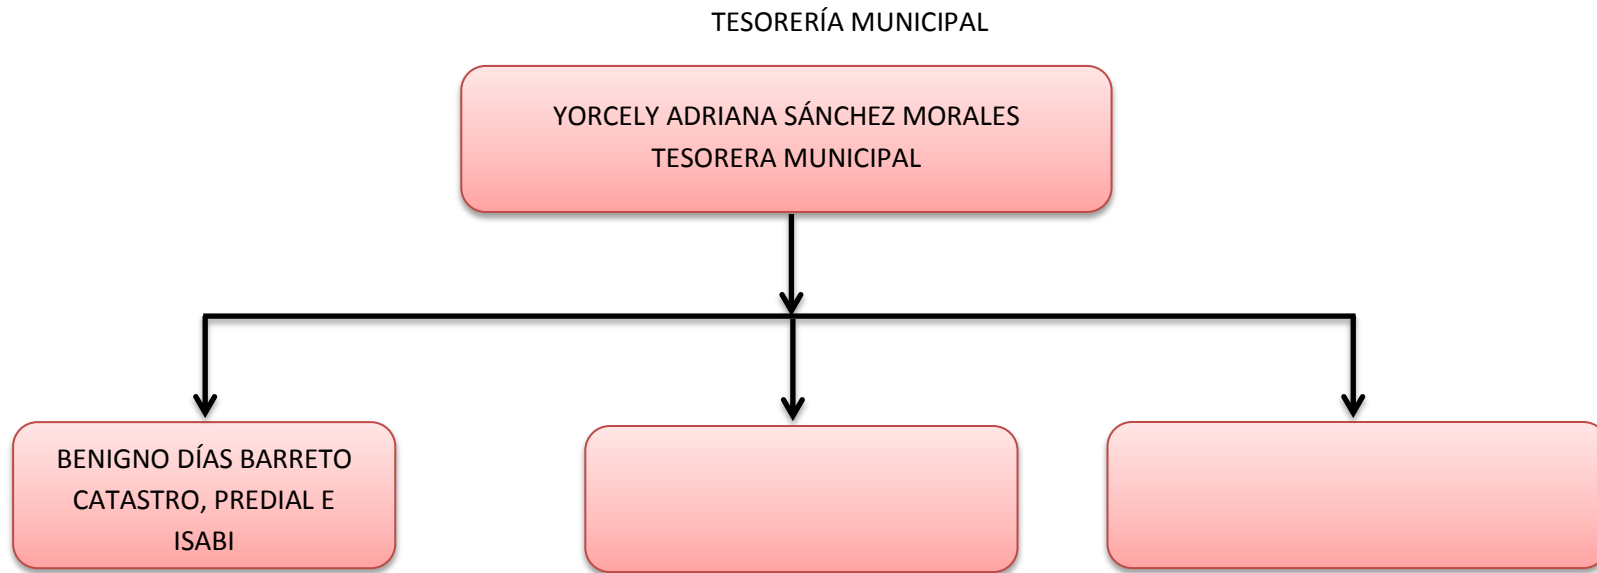 TESORERÍA MUNICIPAL
YORCELY ADRIANA SÁNCHEZ MORALES
TESORERA MUNICIPAL
BENIGNO DÍAS BARRETO
CATASTRO, PREDIAL E
ISABI